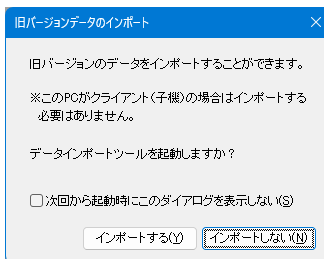 旧バージョンデータのインポート
旧バージョンのデータをインポートすることができます。
※このPCがクライアント(子機)の場合はインポートする
必要はありません。
データインポートツールを起動しますか？
次回から起動時にこのダイアログを表示しない(S)
インポートする(Y)
インポートしない(N)